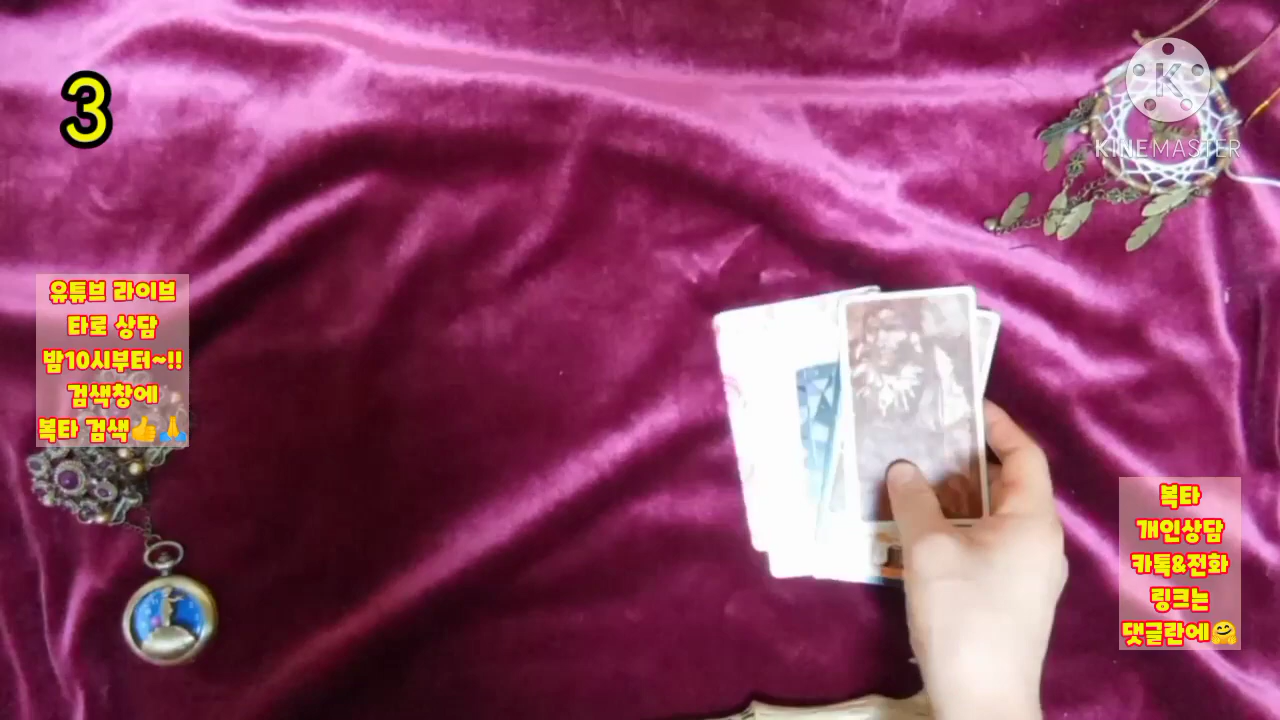 3
KINEMASTER
유튜브 라이브
타로 상담
밤10시부터~!!
검색창에
복타 검색👍🙏
복타
개인상담
카톡&전화
링크는
댓글란에🤗